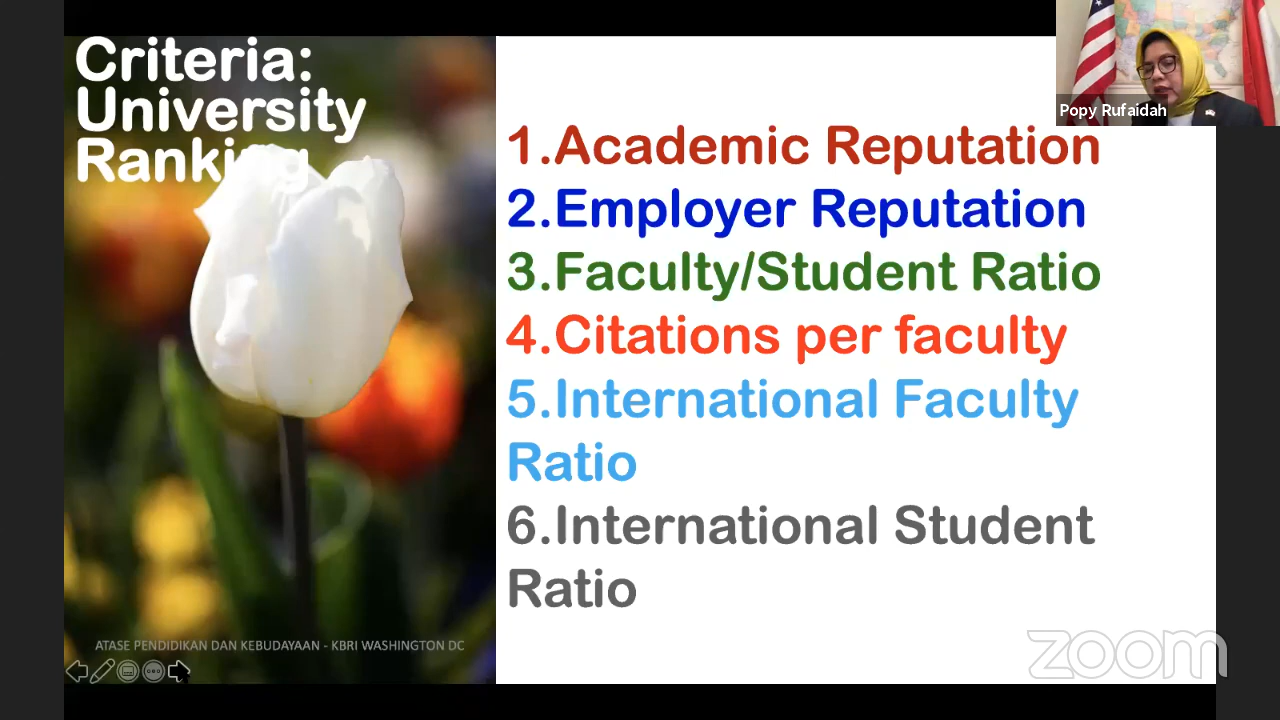 Criteria:
University
Ranking
1.Academic Reputation
2.Employer Reputation
3.Faculty/Student Ratio
4.Citations per faculty
5.International Faculty
Ratio
6.International Student
Ratio
Popy Rufaidah
ATASE PENDIDIKAN DAN KEBUDAYAAN - KBRI WASHINGTON DC
zoom